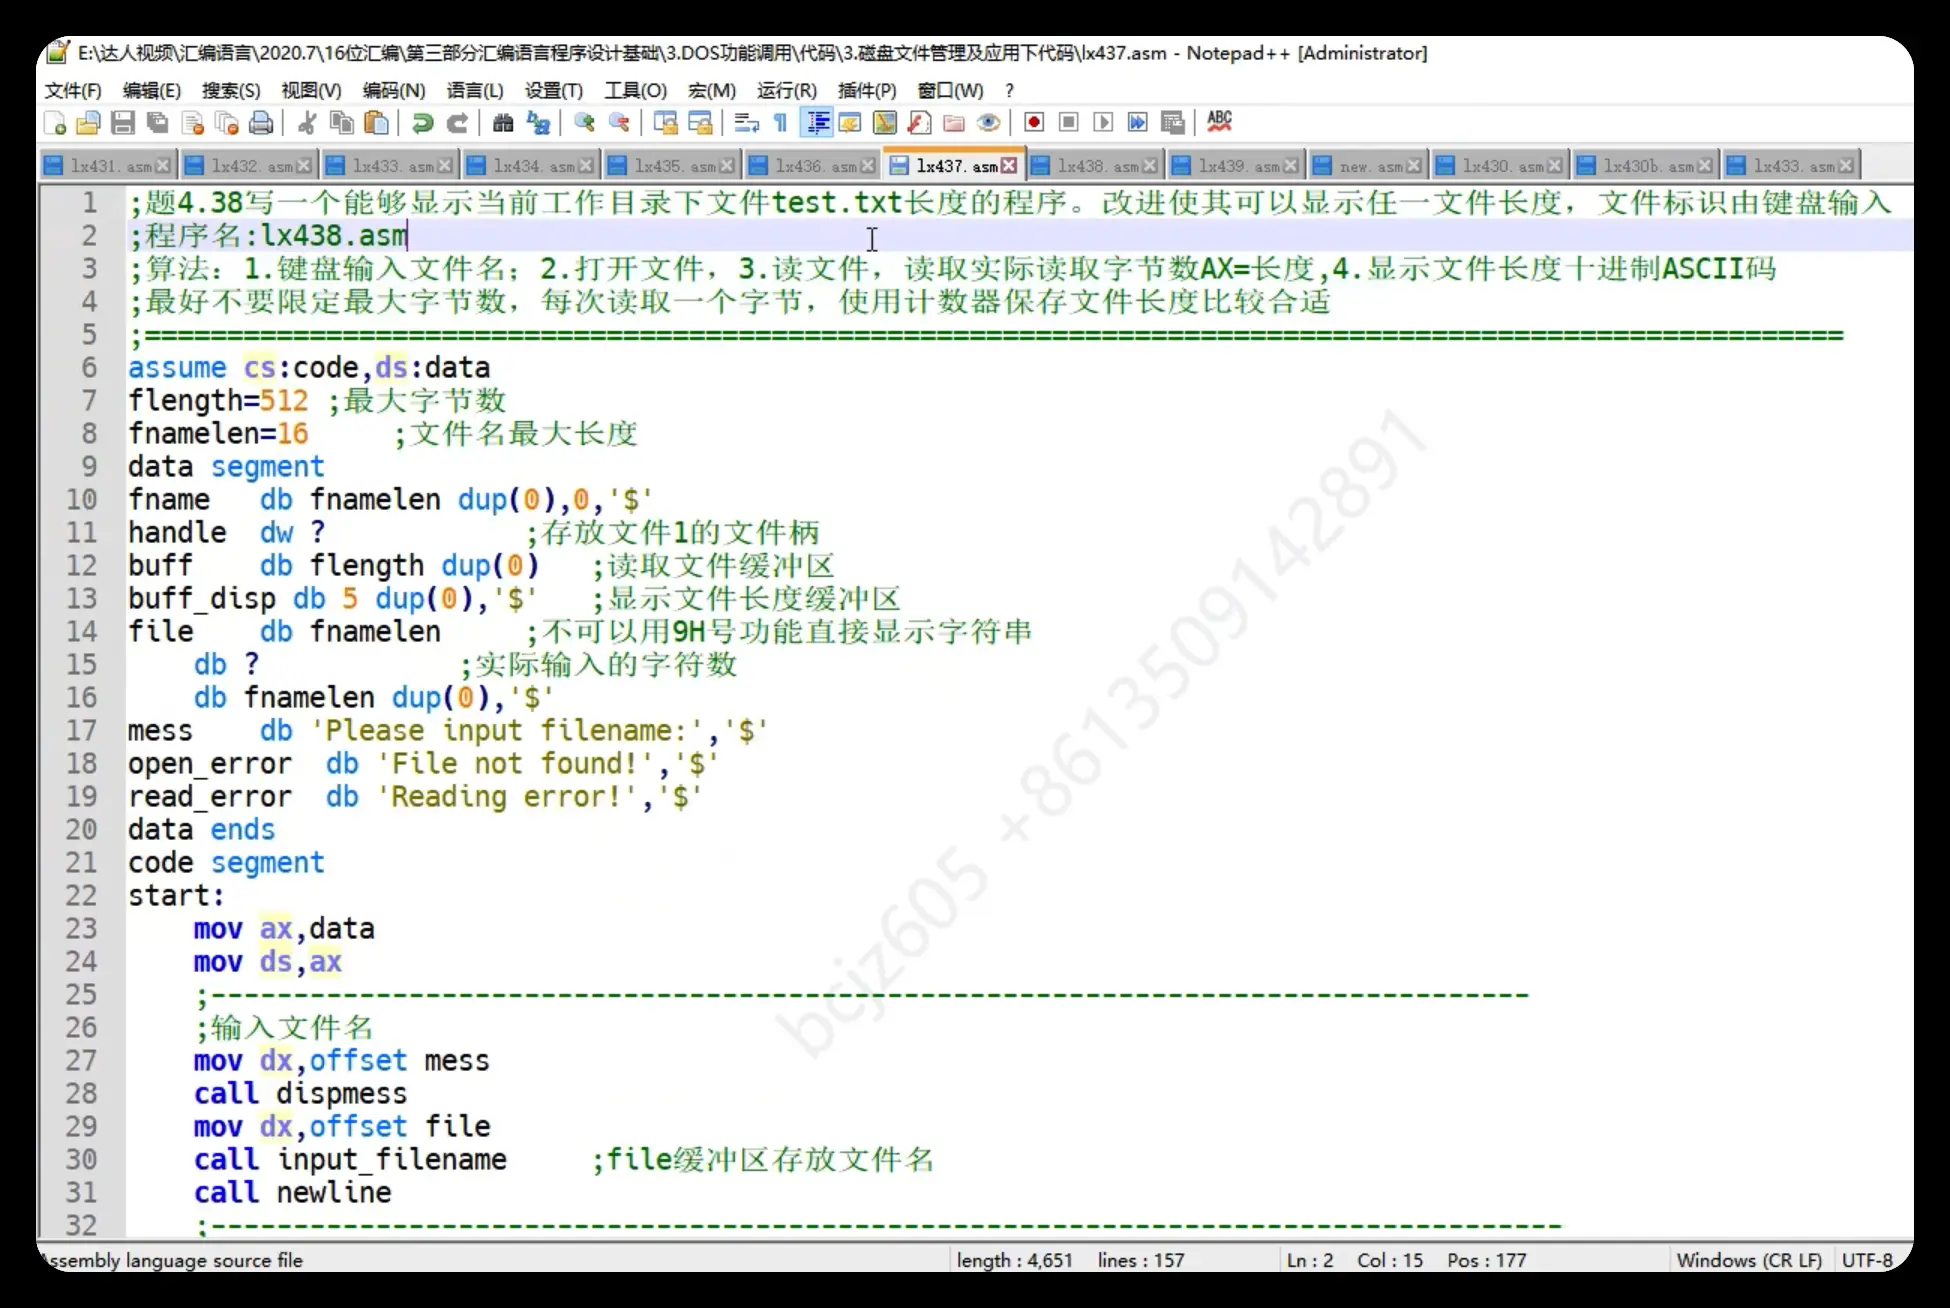 E:\达人视频\汇编语言\2020.7\16位汇编\第三部分汇编语言程序设计基础\3.DOS功能调用\代码\3.磁盘文件管理及应用下代码\lx437.asm - Notepad++ [Administrator]
文件(F) 编辑(E) 搜索(S) 视图(V) 编码(N) 语言(L) 设置(T) 工具(O) 宏(M) 运行(R) 插件(P) 窗口(W) ?
ABC
lx431.asm lx432.asm lx433.asm lx434.asm lx435.asm lx436.asm lx437.asm lx438.asm lx439.asm new.asm lx430.asm lx430b.asm lx433.asm
1 ;题4.38写一个能够显示当前工作目录下文件test.txt长度的程序。改进使其可以显示任一文件长度，文件标识由键盘输入
2 ;程序名:lx438.asm
3 ;算法：1.键盘输入文件名；2.打开文件，3.读文件，读取实际读取字节数AX=长度,4.显示文件长度十进制ASCII码
4 ;最好不要限定最大字节数，每次读取一个字节，使用计数器保存文件长度比较合适
5 ;=======================================================================================================
6 assume cs:code,ds:data
7 flength=512 ;最大字节数
8 fnamelen=16 ;文件名最大长度
9 data segment
10 fname db fnamelen dup(0),0,'$'
11 handle dw ? ;存放文件1的文件柄
12 buff db flength dup(0) ;读取文件缓冲区
13 buff_disp db 5 dup(0),'$' ;显示文件长度缓冲区
14 file db fnamelen ;不可以用9H号功能直接显示字符串
15 db ? ;实际输入的字符数
16 db fnamelen dup(0),'$'
17 mess db 'Please input filename:','$'
18 open_error db 'File not found!','$'
19 read_error db 'Reading error!','$'
20 data ends
21 code segment
22 start:
23 mov ax,data
24 mov ds,ax
25 ;--------------------------------------------------------------------------------
26 ;输入文件名
27 mov dx,offset mess
28 call dispmess
29 mov dx,offset file
30 call input_filename ;file缓冲区存放文件名
31 call newline
32 ;----------------------------------------------------------------------------------
bcjz605 +8613509142891
ssembly language source file length : 4,651 lines : 157 Ln : 2 Col : 15 Pos : 177 Windows (CR LF) UTF-8